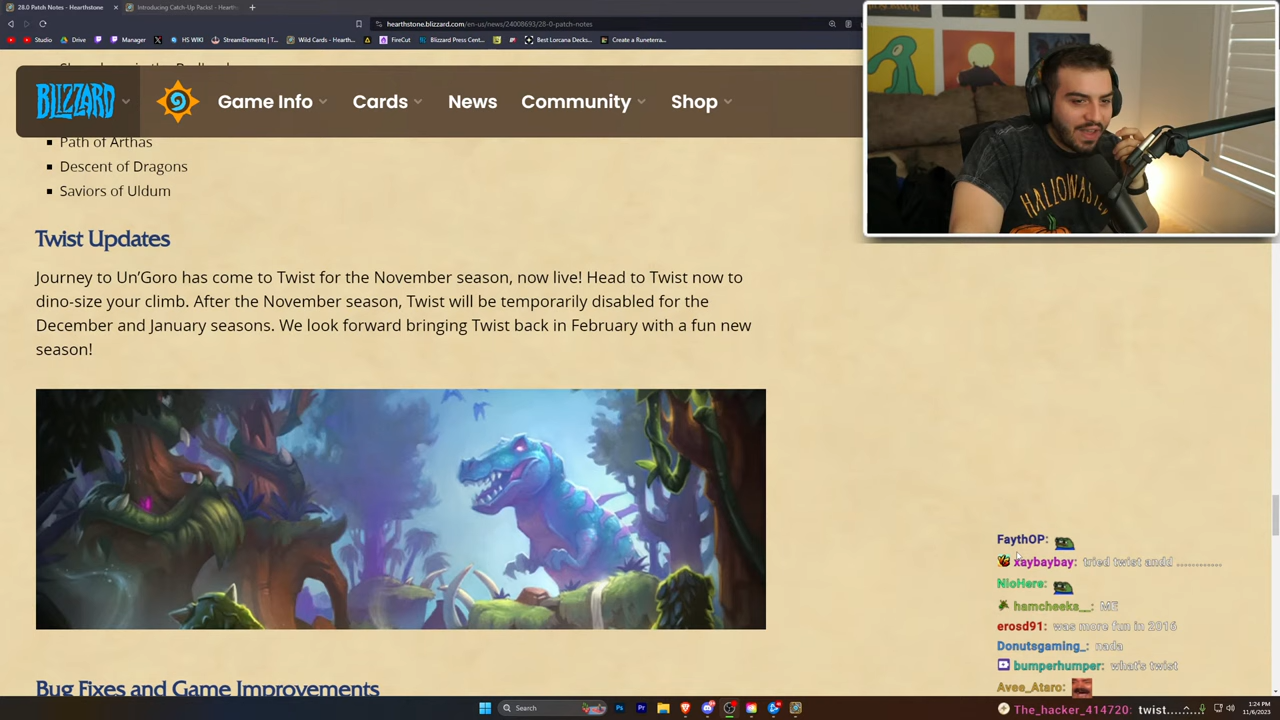 28.0 Patch Notes - Hearthstone
Introducing Catch-Up Packs! - Hearth
hearthstone.blizzard.com/en-us/news/24008693/28-0-patch-notes
Studio
Drive
Manager
HS WIKI
StreamElements | T...
Wild Cards - Hearth...
FireCut
Blizzard Press Cent...
Best Lorcana Decks...
Create a Runeterra...
BLIZZARD
Game Info
Cards
News
Community
Shop
Path of Arthas
Descent of Dragons
Saviors of Uldum
Twist Updates
Journey to Un'Goro has come to Twist for the November season, now live! Head to Twist now to
dino-size your climb. After the November season, Twist will be temporarily disabled for the
December and January seasons. We look forward bringing Twist back in February with a fun new
season!
HALLOWASTED
FaythOP:
xaybaybay: tried twist andd ............
NloHero:
hamcheeks__: ME
erosd91: was more fun in 2016
Donutsgaming_: nada
bumperhumper: what's twist
Avee_Ataro:
The_hacker_414720: twist.........
Bug Fixes and Game Improvements
Search
1:24 PM
11/6/2023